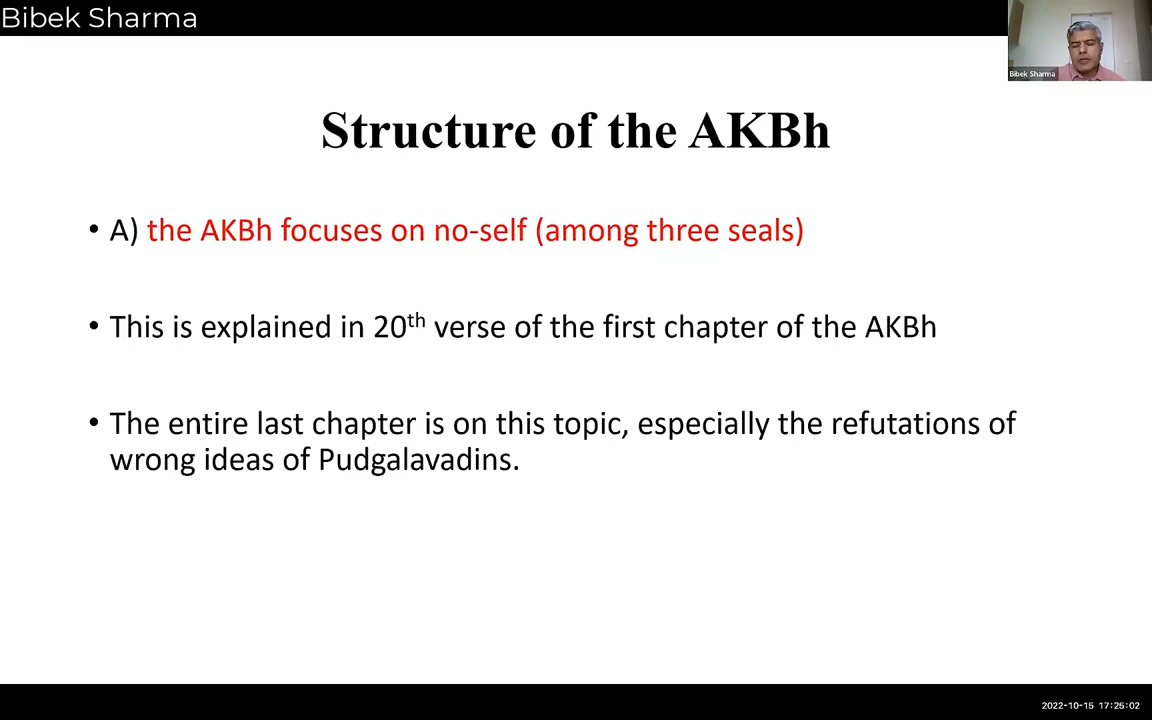 Bibek Sharma
Bibek Sharma
Structure of the AKBh
• A) the AKBh focuses on no-self (among three seals)
• This is explained in 20th verse of the first chapter of the AKBh
• The entire last chapter is on this topic, especially the refutations of
wrong ideas of Pudgalavadins.
2022-10-15 17:25:02